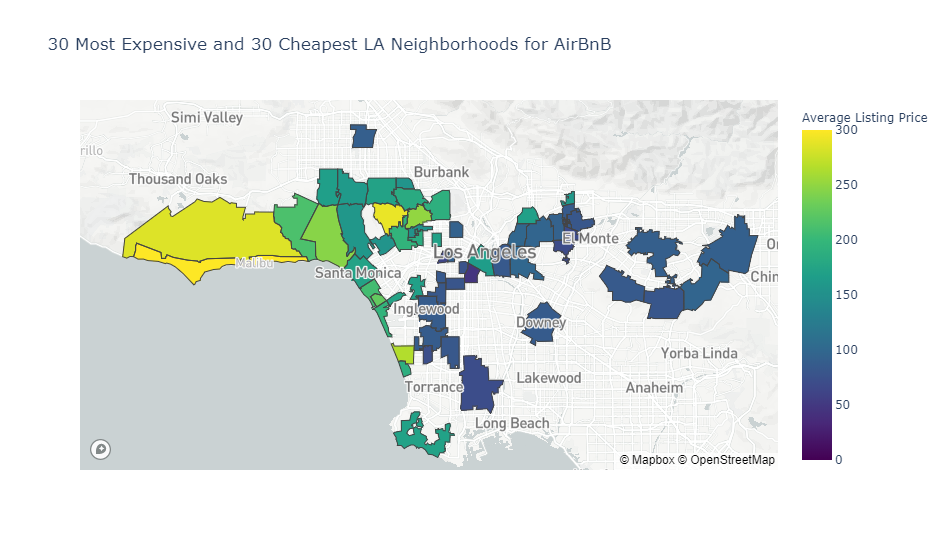 30 Most Expensive and 30 Cheapest LA Neighborhoods for AirBnB
Average Listing Price
300
250
200
150
100
50
0
Simi Valley
rillo
Thousand Oaks
Burbank
Malibu
Santa Monica
Los Angeles
El Monte
Chin
Inglewood
Downey
Yorba Linda
Torrance
Lakewood
Anaheim
Long Beach
© Mapbox © OpenStreetMap